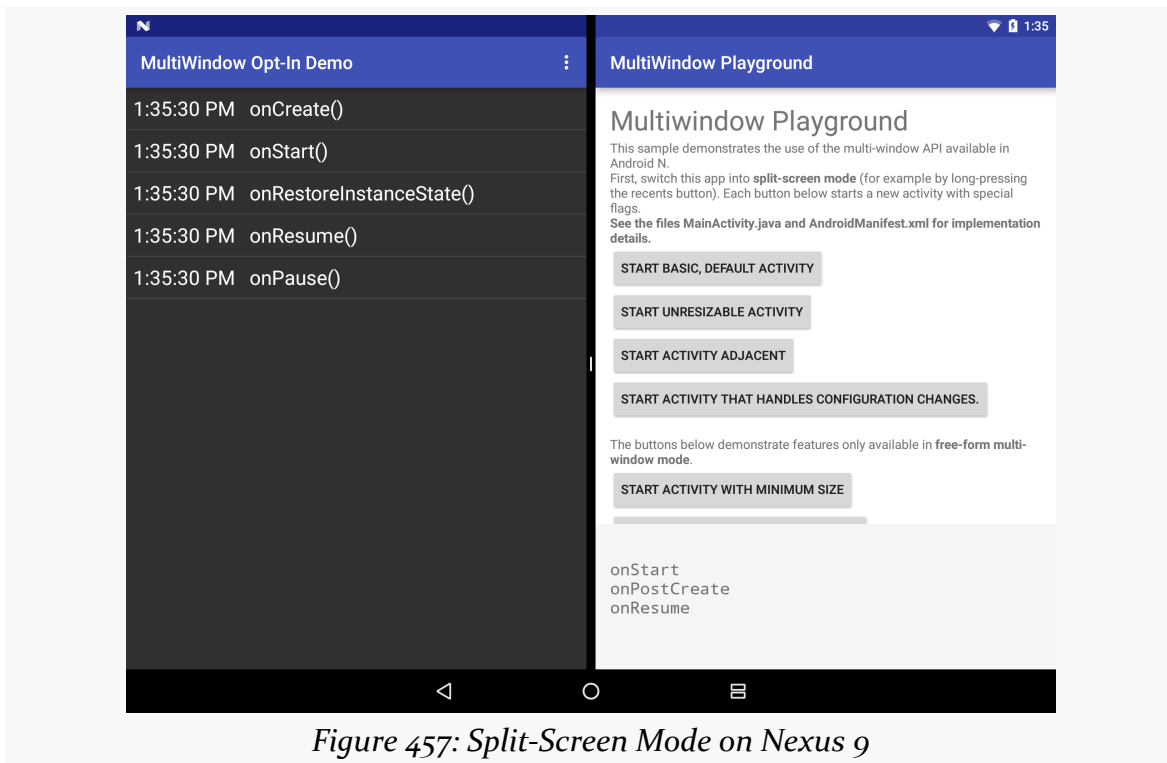 MultiWindow Opt-In Demo
1:35:30 PM onCreate()
1:35:30 PM onStart()
1:35:30 PM onRestoreInstanceState()
1:35:30 PM onResume()
1:35:30 PM onPause()
1:35
MultiWindow Playground
Multiwindow Playground
This sample demonstrates the use of the multi-window API available in
Android N.
First, switch this app into split-screen mode (for example by long-pressing
the recents button). Each button below starts a new activity with special
flags.
See the files MainActivity.java and AndroidManifest.xml for implementation
details.
START BASIC, DEFAULT ACTIVITY
START UNRESIZABLE ACTIVITY
START ACTIVITY ADJACENT
START ACTIVITY THAT HANDLES CONFIGURATION CHANGES.
The buttons below demonstrate features only available in free-form multi-
window mode.
START ACTIVITY WITH MINIMUM SIZE
onStart
onPostCreate
onResume
Figure 457: Split-Screen Mode on Nexus 9